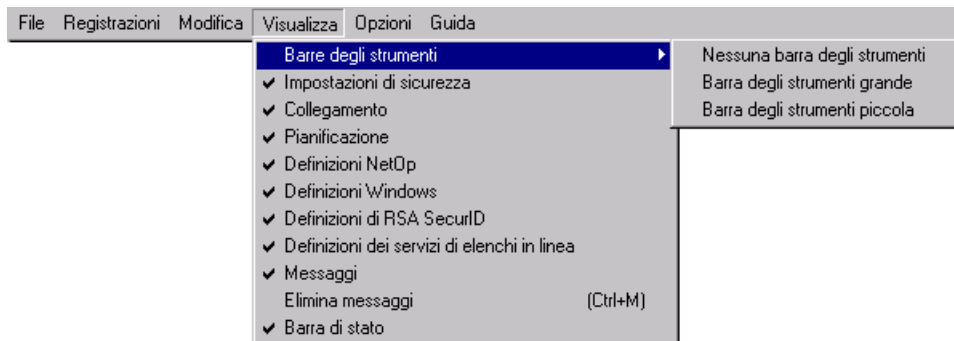 File Registrazioni Modifica Visualizza Opzioni Guida
Barre degli strumenti
Nessuna barra degli strumenti
Barra degli strumenti grande
Barra degli strumenti piccola
Impostazioni di sicurezza
Collegamento
Pianificazione
Definizioni NetOp
Definizioni Windows
Definizioni di RSA SecurID
Definizioni dei servizi di elenchi in linea
Messaggi
Elimina messaggi (Ctrl+M)
Barra di stato